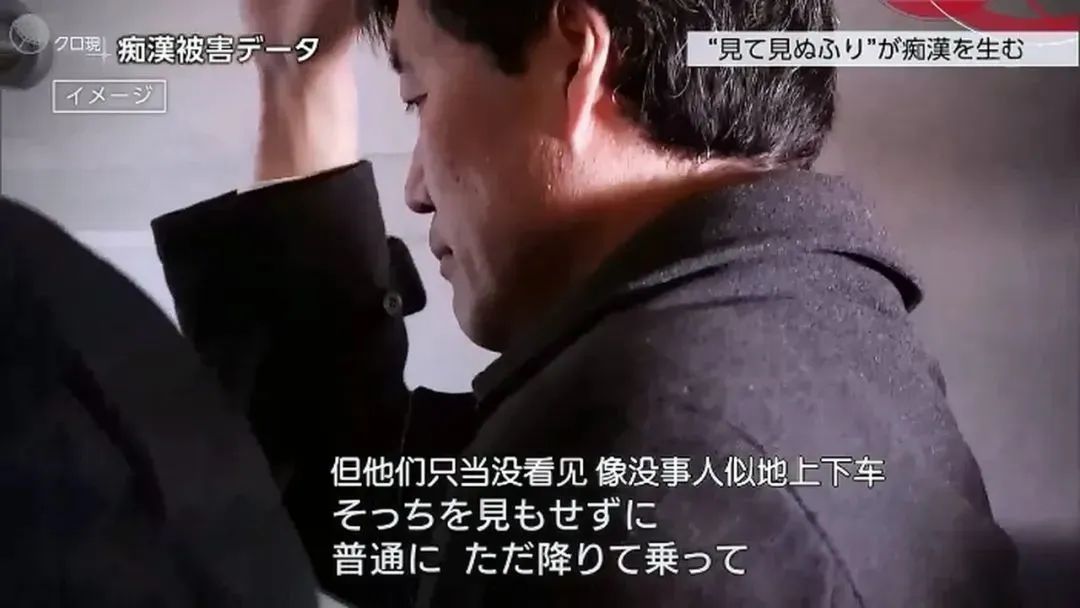 クロ現+
痴漢被害データ
イメージ
“見て見ぬふり”が痴漢を生む
但他们只当没看见 像没事人似地上下车
そっちを見もせずに
普通に ただ降りて乗って